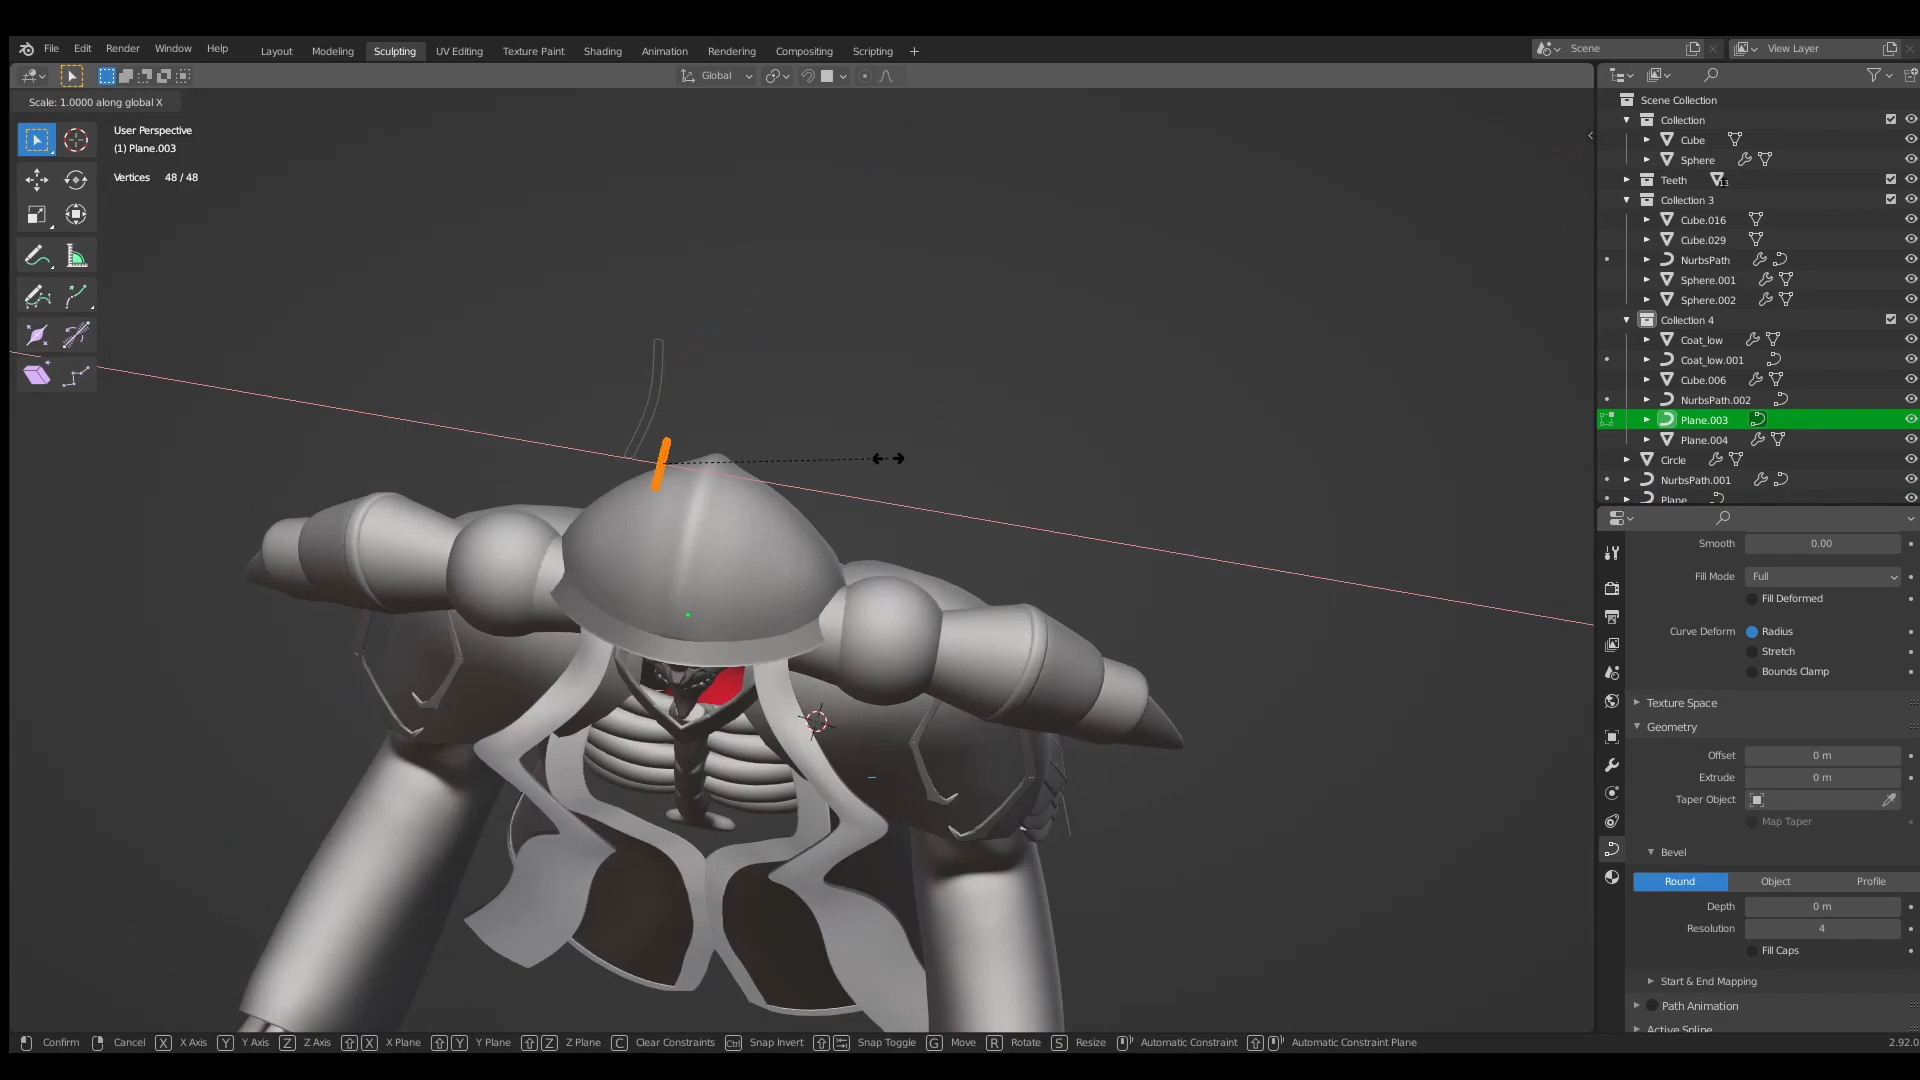 File Edit Render Window Help Layout Modeling Sculpting UV Editing Texture Paint Shading Animation Rendering Compositing Scripting Scene View Layer
Global
Scale: 1.0000 along global X
User Perspective
(1) Plane.003
Vertices 48 / 48
Scene Collection
Collection
Cube
Sphere
Teeth 13
Collection 3
Cube.016
Cube.029
NurbsPath
Sphere.001
Sphere.002
Collection 4
Coat_low
Coat_low.001
Cube.006
NurbsPath.002
Plane.003
Plane.004
Circle
NurbsPath.001
Plane
Smooth 0.00
Fill Mode Full
Fill Deformed
Curve Deform Radius
Stretch
Bounds Clamp
Texture Space
Geometry
Offset 0 m
Extrude 0 m
Taper Object
Map Taper
Bevel
Round Object Profile
Depth 0 m
Resolution 4
Fill Caps
Start & End Mapping
Path Animation
Active Spline
Confirm Cancel X X Axis Y Y Axis Z Z Axis X X Plane Y Y Plane Z Z Plane C Clear Constraints Ctrl Snap Invert Snap Toggle G Move R Rotate S Resize Automatic Constraint Automatic Constraint Plane 2.92.0